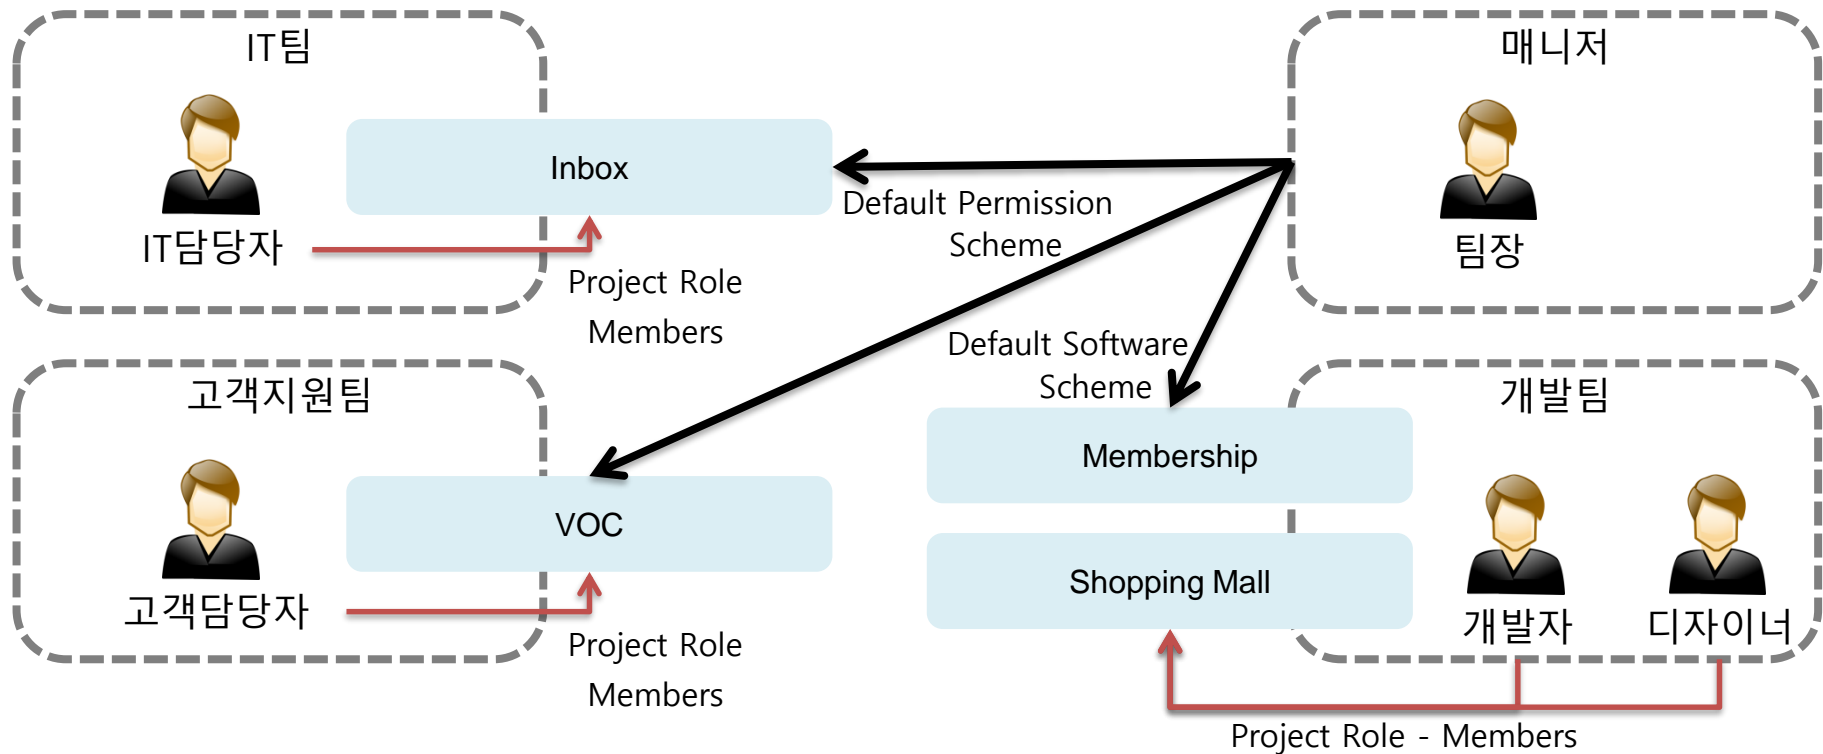 IT팀
Inbox
IT담당자
Project Role
Members
매니저
팀장
Default Permission
Scheme
Default Software
Scheme
고객지원팀
VOC
고객담당자
Project Role
Members
개발팀
Membership
Shopping Mall
개발자
디자이너
Project Role - Members